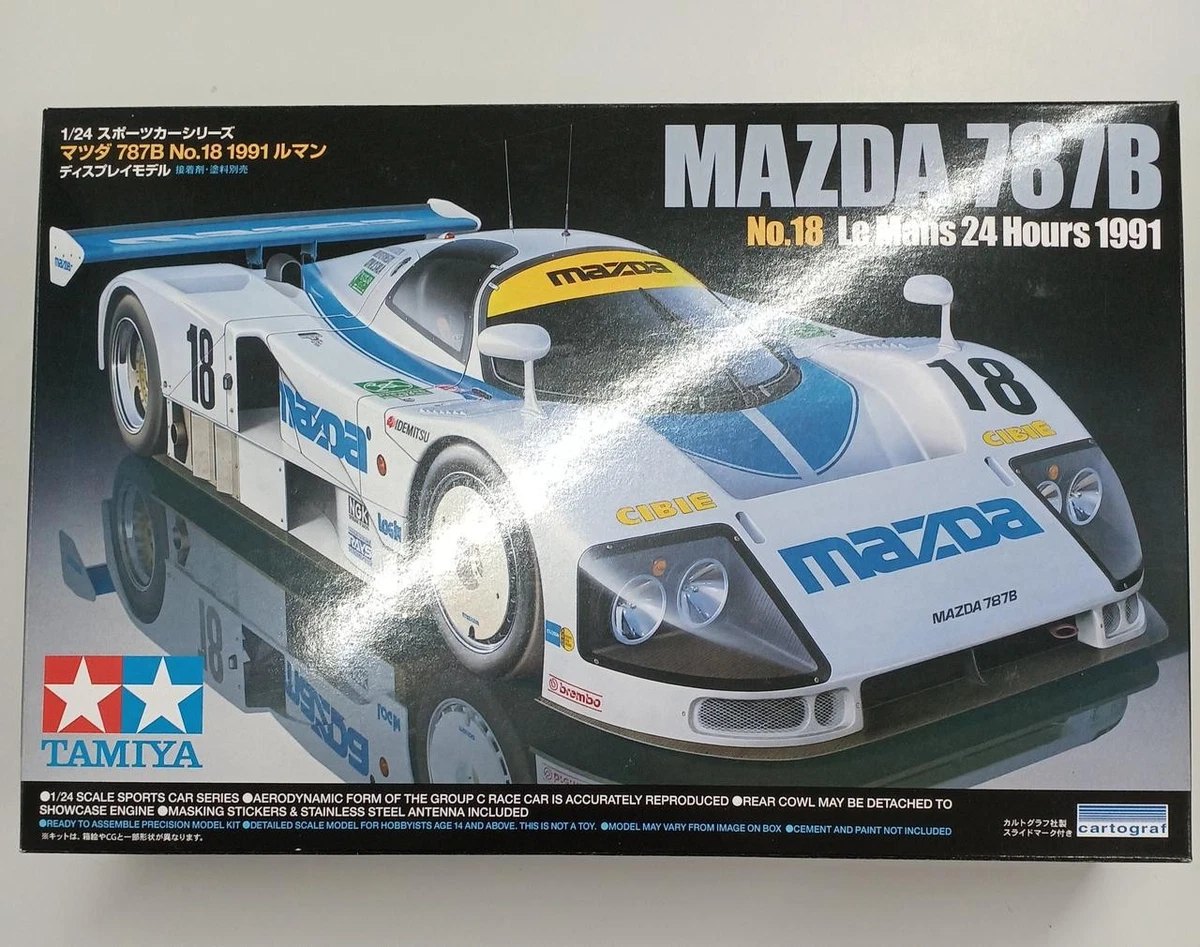 1/24 スポーツカーシリーズ
マツダ 787B No.18 1991 ルマン
ディスプレイモデル 接着剤・塗料別売
MAZDA 787B
No.18 Le Mans 24 Hours 1991
mazda
mazda
18
mazda
IDEMITSU
NGK
RAYS
18
CIBIE
CIBIE
mazda
MAZDA 787B
brembo
TAMIYA
●1/24 SCALE SPORTS CAR SERIES ●AERODYNAMIC FORM OF THE GROUP C RACE CAR IS ACCURATELY REPRODUCED ●REAR COWL MAY BE DETACHED TO
SHOWCASE ENGINE ●MASKING STICKERS & STAINLESS STEEL ANTENNA INCLUDED
●READY TO ASSEMBLE PRECISION MODEL KIT ●DETAILED SCALE MODEL FOR HOBBYISTS AGE 14 AND ABOVE. THIS IS NOT A TOY. ●MODEL MAY VARY FROM IMAGE ON BOX ●CEMENT AND PAINT NOT INCLUDED
※キットは、箱絵やCGと一部形状が異なります。
カルトグラフ社製
スライドマーク付き
cartograf